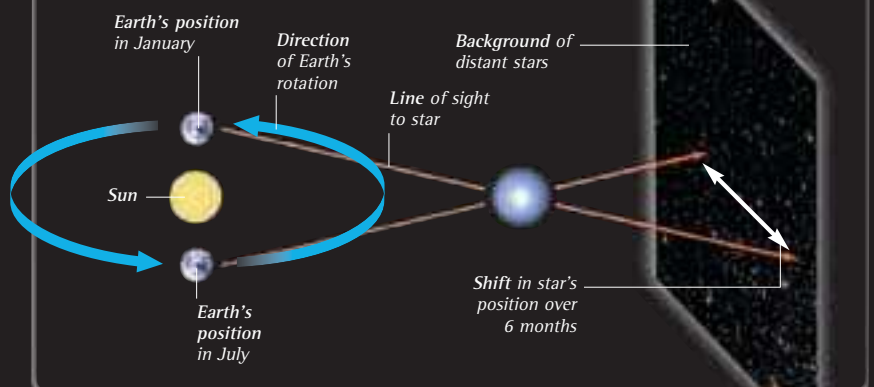 Earth's position
in January
Direction
of Earth's
rotation
Background of
distant stars
Line of sight
to star
Sun
Shift in star's
position over
6 months
Earth's
position
in July